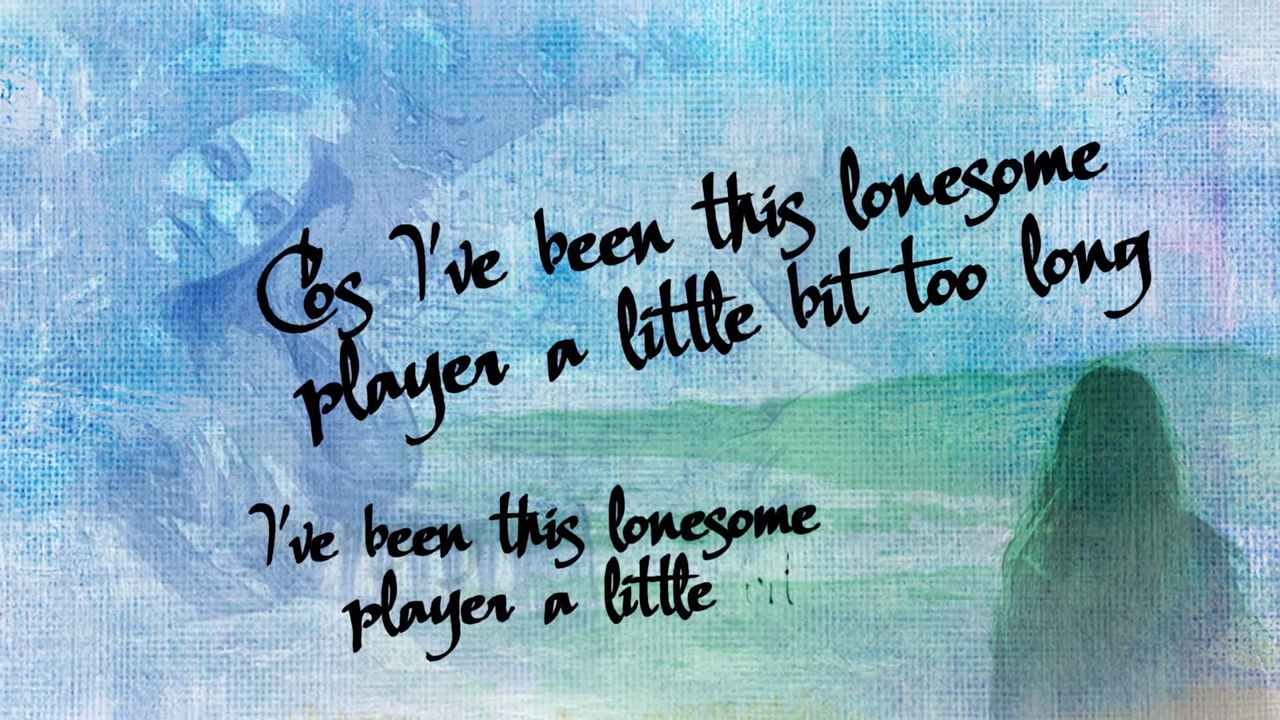 Cos I've been this lonesome
player a little bit too long
I've been this lonesome
player a little